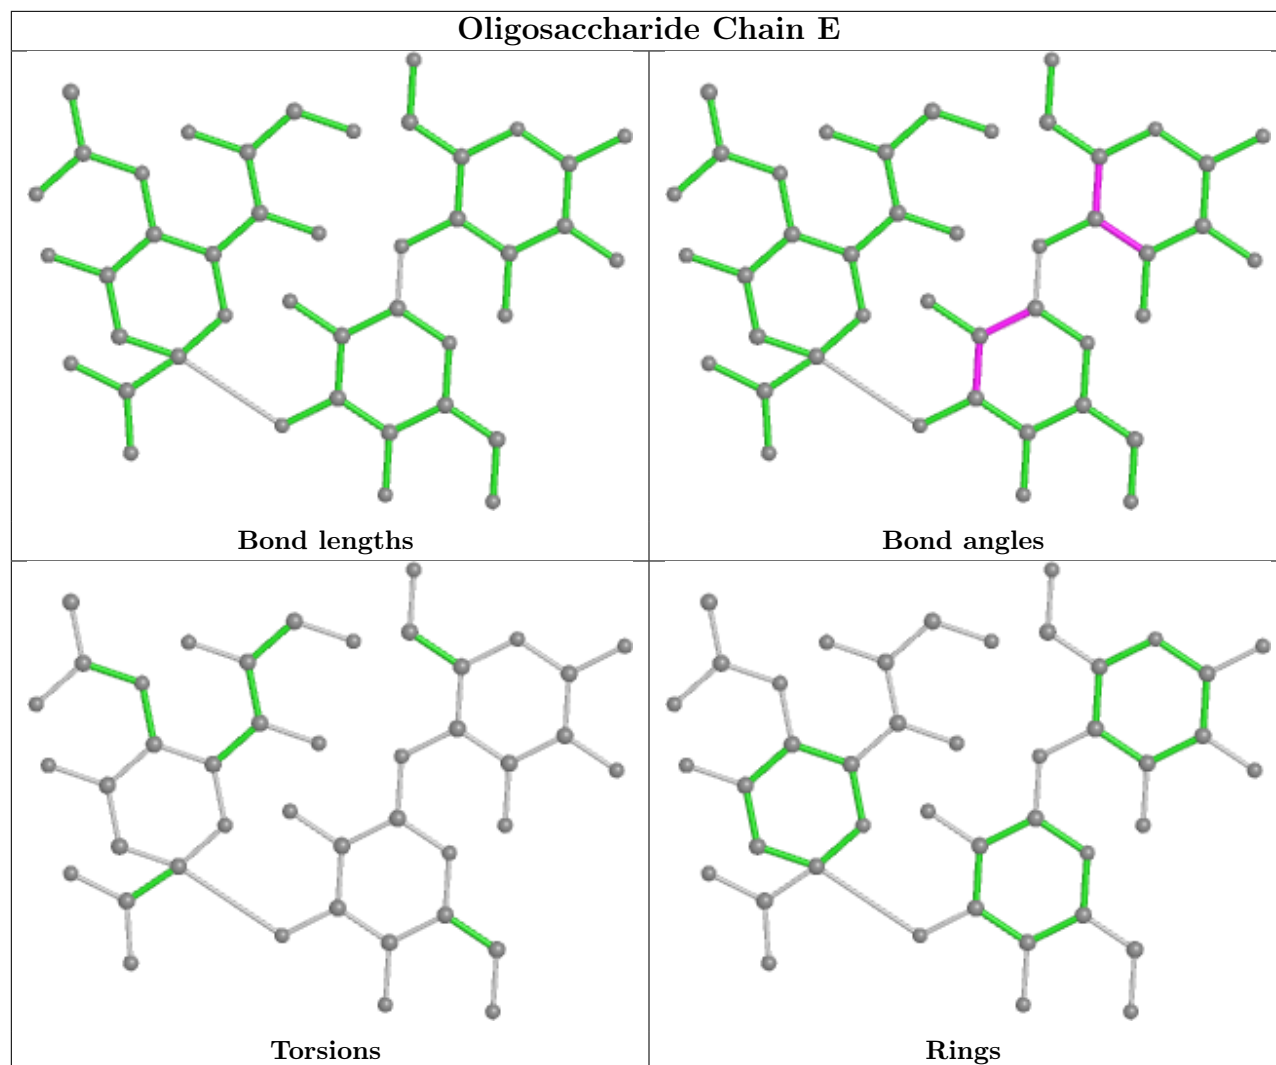 Oligosaccharide Chain E
Bond lengths
Bond angles
Torsions
Rings